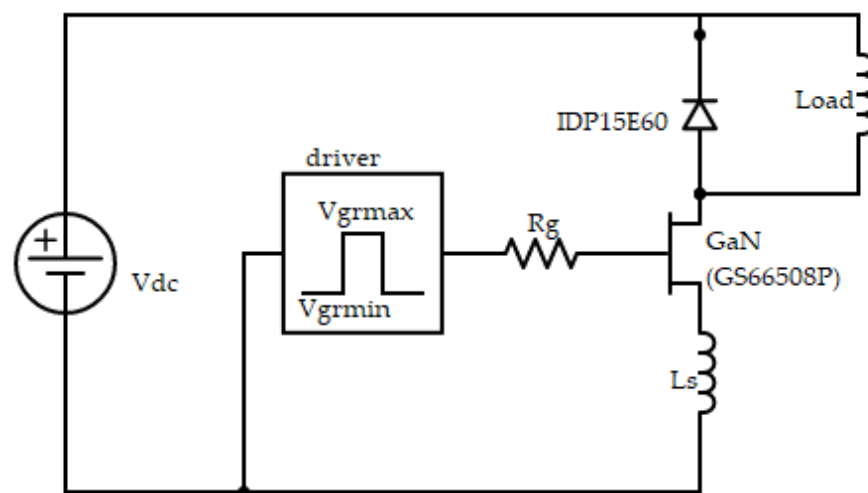 Load
IDP15E60
driver
Vgrmax
Rg
GaN
(GS66508P)
+
Vdc
Vgrmin
Ls